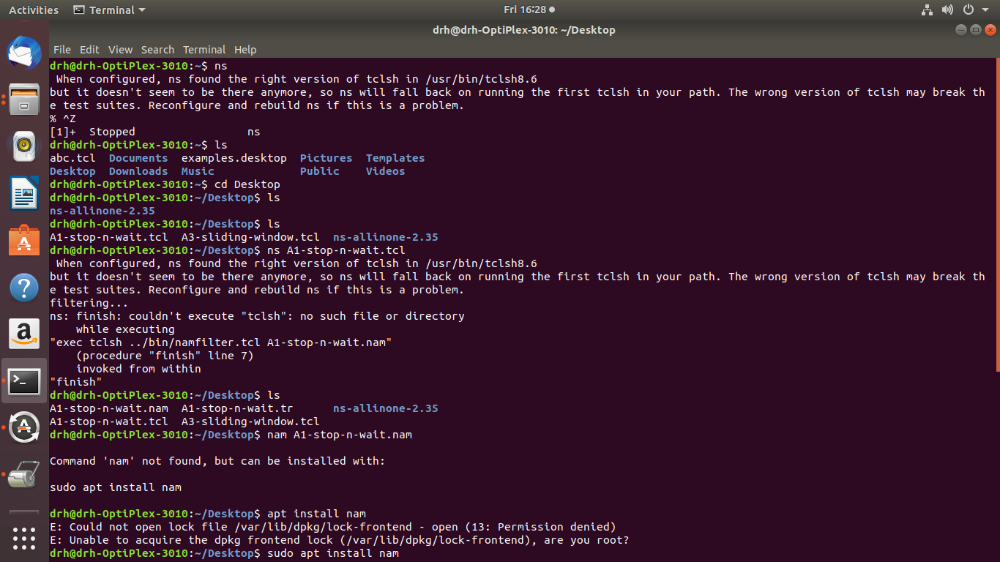 Activities Terminal Fri 16:28
drh@drh-OptiPlex-3010: ~/Desktop
File Edit View Search Terminal Help
drh@drh-OptiPlex-3010:~$ ns
 When configured, ns found the right version of tclsh in /usr/bin/tclsh8.6
but it doesn't seem to be there anymore, so ns will fall back on running the first tclsh in your path. The wrong version of tclsh may break th
e test suites. Reconfigure and rebuild ns if this is a problem.
% ^Z
[1]+  Stopped                 ns
drh@drh-OptiPlex-3010:~$ ls
abc.tcl  Documents  examples.desktop  Pictures  Templates
Desktop  Downloads  Music             Public    Videos
drh@drh-OptiPlex-3010:~$ cd Desktop
drh@drh-OptiPlex-3010:~/Desktop$ ls
ns-allinone-2.35
drh@drh-OptiPlex-3010:~/Desktop$ ls
A1-stop-n-wait.tcl  A3-sliding-window.tcl  ns-allinone-2.35
drh@drh-OptiPlex-3010:~/Desktop$ ns A1-stop-n-wait.tcl
 When configured, ns found the right version of tclsh in /usr/bin/tclsh8.6
but it doesn't seem to be there anymore, so ns will fall back on running the first tclsh in your path. The wrong version of tclsh may break th
e test suites. Reconfigure and rebuild ns if this is a problem.
filtering...
ns: finish: couldn't execute "tclsh": no such file or directory
    while executing
"exec tclsh ../bin/namfilter.tcl A1-stop-n-wait.nam"
    (procedure "finish" line 7)
    invoked from within
"finish"
drh@drh-OptiPlex-3010:~/Desktop$ ls
A1-stop-n-wait.nam  A1-stop-n-wait.tr      ns-allinone-2.35
A1-stop-n-wait.tcl  A3-sliding-window.tcl
drh@drh-OptiPlex-3010:~/Desktop$ nam A1-stop-n-wait.nam
Command 'nam' not found, but can be installed with:
sudo apt install nam
drh@drh-OptiPlex-3010:~/Desktop$ apt install nam
E: Could not open lock file /var/lib/dpkg/lock-frontend - open (13: Permission denied)
E: Unable to acquire the dpkg frontend lock (/var/lib/dpkg/lock-frontend), are you root?
drh@drh-OptiPlex-3010:~/Desktop$ sudo apt install nam